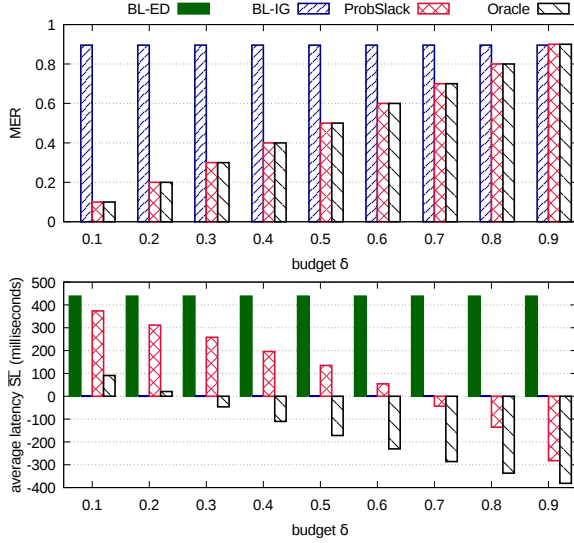 BL-ED BL-IG ProbSlack Oracle
MER
1
0.8
0.6
0.4
0.2
0
0.1 0.2 0.3 0.4 0.5 0.6 0.7 0.8 0.9
budget δ
average latency S̅L̅ (milliseconds)
500
400
300
200
100
0
-100
-200
-300
-400
0.1 0.2 0.3 0.4 0.5 0.6 0.7 0.8 0.9
budget δ